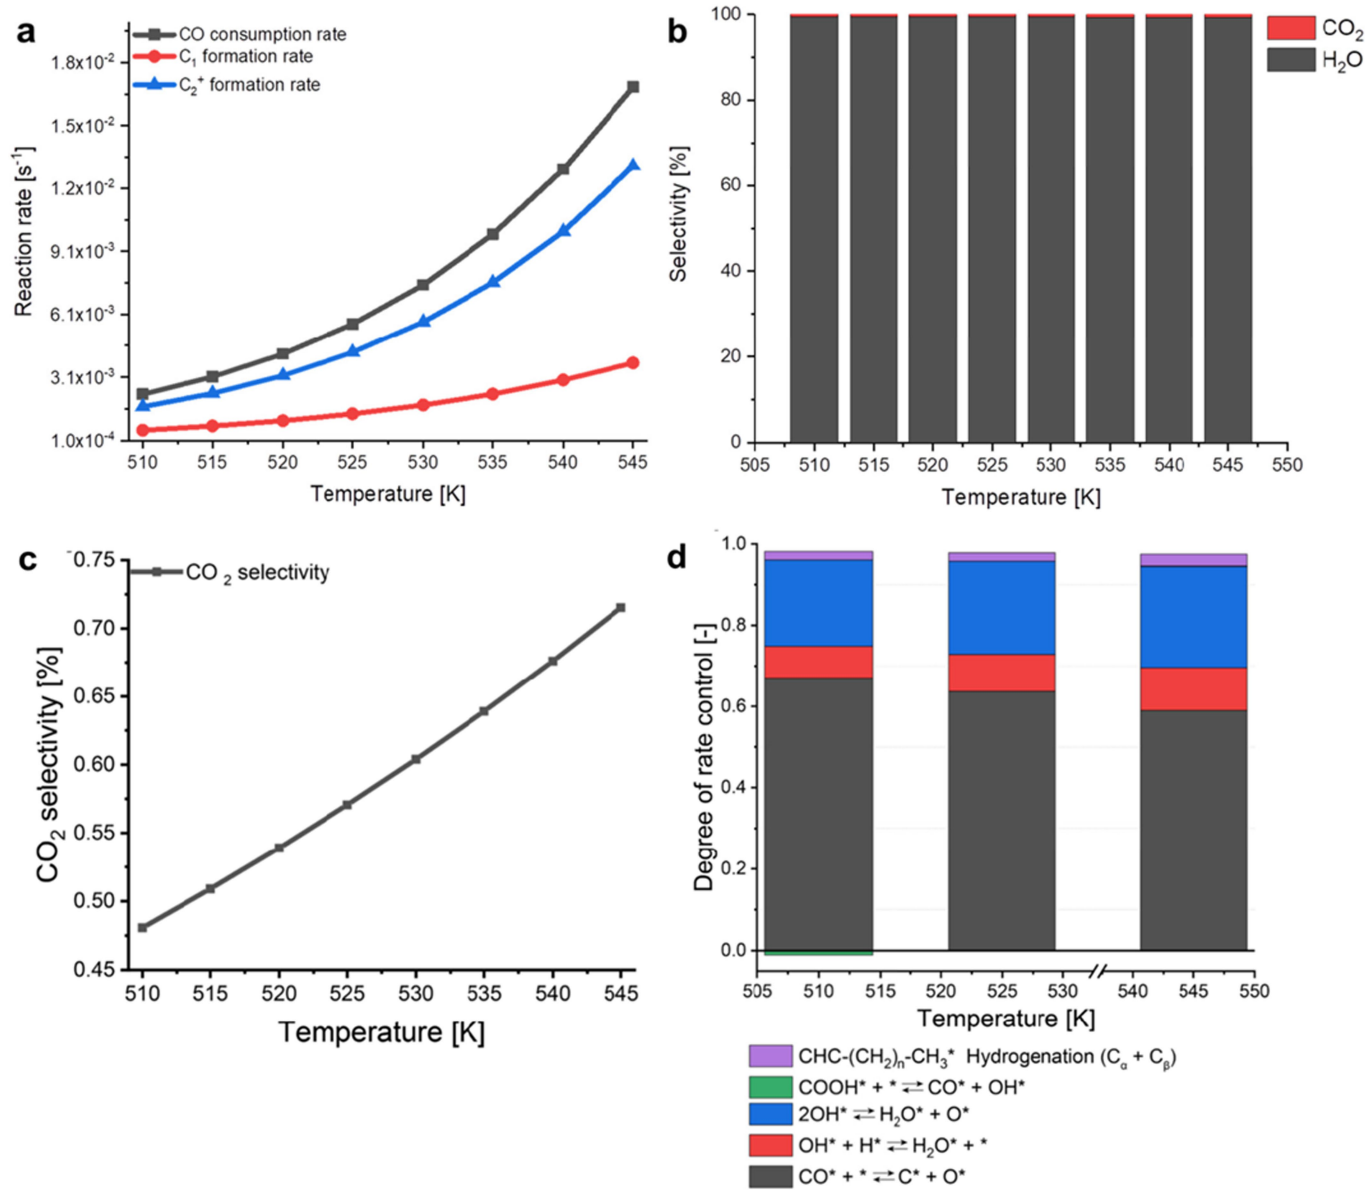 a
CO consumption rate
C₁ formation rate
C₂⁺ formation rate
1.8x10⁻²
1.5x10⁻²
1.2x10⁻²
9.1x10⁻³
6.1x10⁻³
3.1x10⁻³
1.0x10⁻⁴
Reaction rate [s⁻¹]
510 515 520 525 530 535 540 545
Temperature [K]
b
CO₂
H₂O
100
80
60
40
20
0
Selectivity [%]
505 510 515 520 525 530 535 540 545 550
Temperature [K]
c
CO ₂ selectivity
0.75
0.70
0.65
0.60
0.55
0.50
0.45
CO₂ selectivity [%]
510 515 520 525 530 535 540 545
Temperature [K]
d
1.0
0.8
0.6
0.4
0.2
0.0
Degree of rate control [-]
505 510 515 520 525 530 540 545 550
Temperature [K]
CHC-(CH₂)ₙ-CH₃* Hydrogenation (Cα + Cβ)
COOH* + * ⇄ CO* + OH*
2OH* ⇄ H₂O* + O*
OH* + H* ⇄ H₂O* + *
CO* + * ⇄ C* + O*